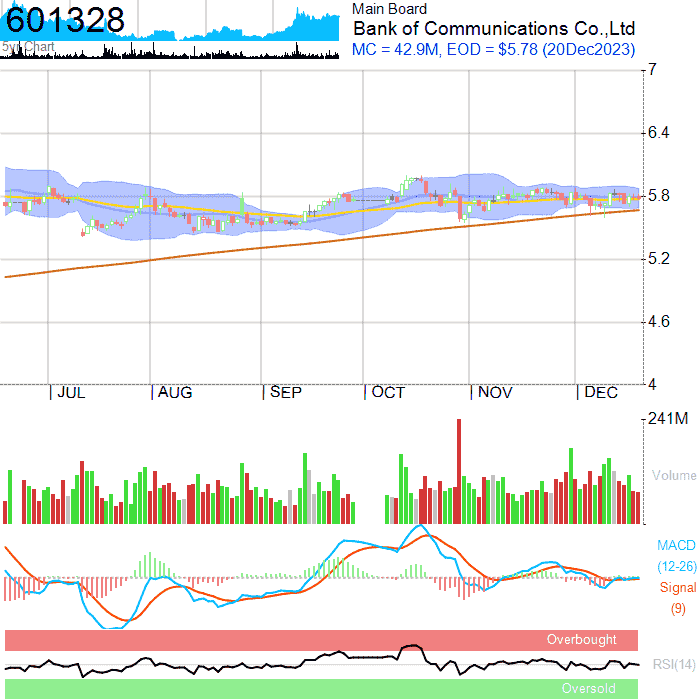 601328
5yr Chart
Main Board
Bank of Communications Co.,Ltd
MC = 42.9M, EOD = $5.78 (20Dec2023)
7
6.4
5.8
5.2
4.6
4
JUL AUG SEP OCT NOV DEC
241M
Volume
MACD
(12-26)
Signal
(9)
Overbought
RSI(14)
Oversold